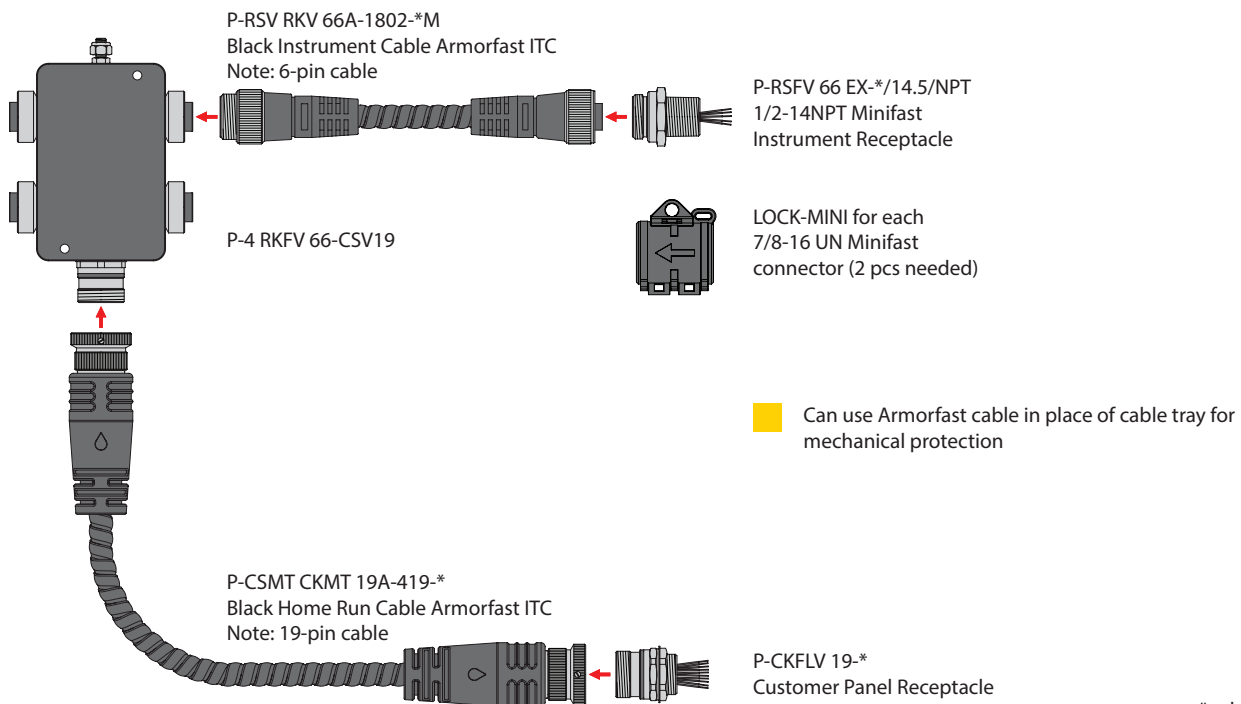 P-RSV RKV 66A-1802-*M
Black Instrument Cable Armorfast ITC
Note: 6-pin cable
P-RSFV 66 EX-*/14.5/NPT
1/2-14NPT Minifast
Instrument Receptacle
P-4 RKFV 66-CSV19
LOCK-MINI for each
7/8-16 UN Minifast
connector (2 pcs needed)
Can use Armorfast cable in place of cable tray for
mechanical protection
P-CSMT CKMT 19A-419-*
Black Home Run Cable Armorfast ITC
Note: 19-pin cable
P-CKFLV 19-*
Customer Panel Receptacle